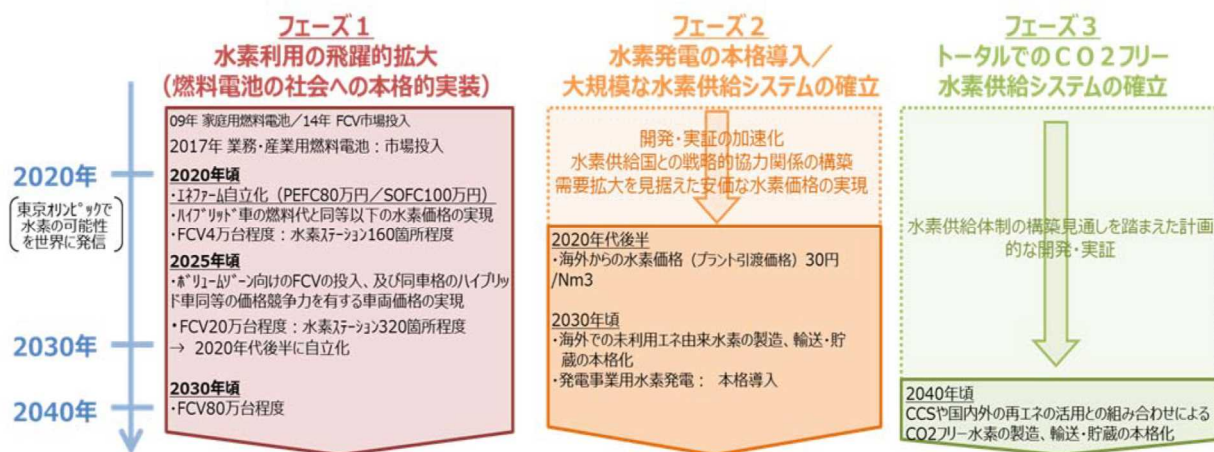 フェーズ1
水素利用の飛躍的拡大
(燃料電池の社会への本格的実装)
09年 家庭用燃料電池/14年 FCV市場投入
2017年 業務・産業用燃料電池:市場投入
2020年頃
・エネファーム自立化(PEFC80万円/SOFC100万円)
・ハイブリッド車の燃料代と同等以下の水素価格の実現
・FCV4万台程度:水素ステーション160箇所程度
2025年頃
・ボリュームゾーン向けのFCVの投入、及び同車格のハイブリッ
ド車同等の価格競争力を有する車両価格の実現
・FCV20万台程度:水素ステーション320箇所程度
→ 2020年代後半に自立化
2030年頃
・FCV80万台程度
2020年
東京オリンピックで
水素の可能性
を世界に発信
2030年
2040年
フェーズ2
水素発電の本格導入/
大規模な水素供給システムの確立
開発・実証の加速化
水素供給国との戦略的協力関係の構築
需要拡大を見据えた安価な水素価格の実現
2020年代後半
・海外からの水素価格(プラント引渡価格)30円
/Nm3
2030年頃
・海外での未利用エネ由来水素の製造、輸送・貯
蔵の本格化
・発電事業用水素発電: 本格導入
フェーズ3
トータルでのCO2フリー
水素供給システムの確立
水素供給体制の構築見通しを踏まえた計画
的な開発・実証
2040年頃
CCSや国内外の再エネの活用との組み合わせによる
CO2フリー水素の製造、輸送・貯蔵の本格化